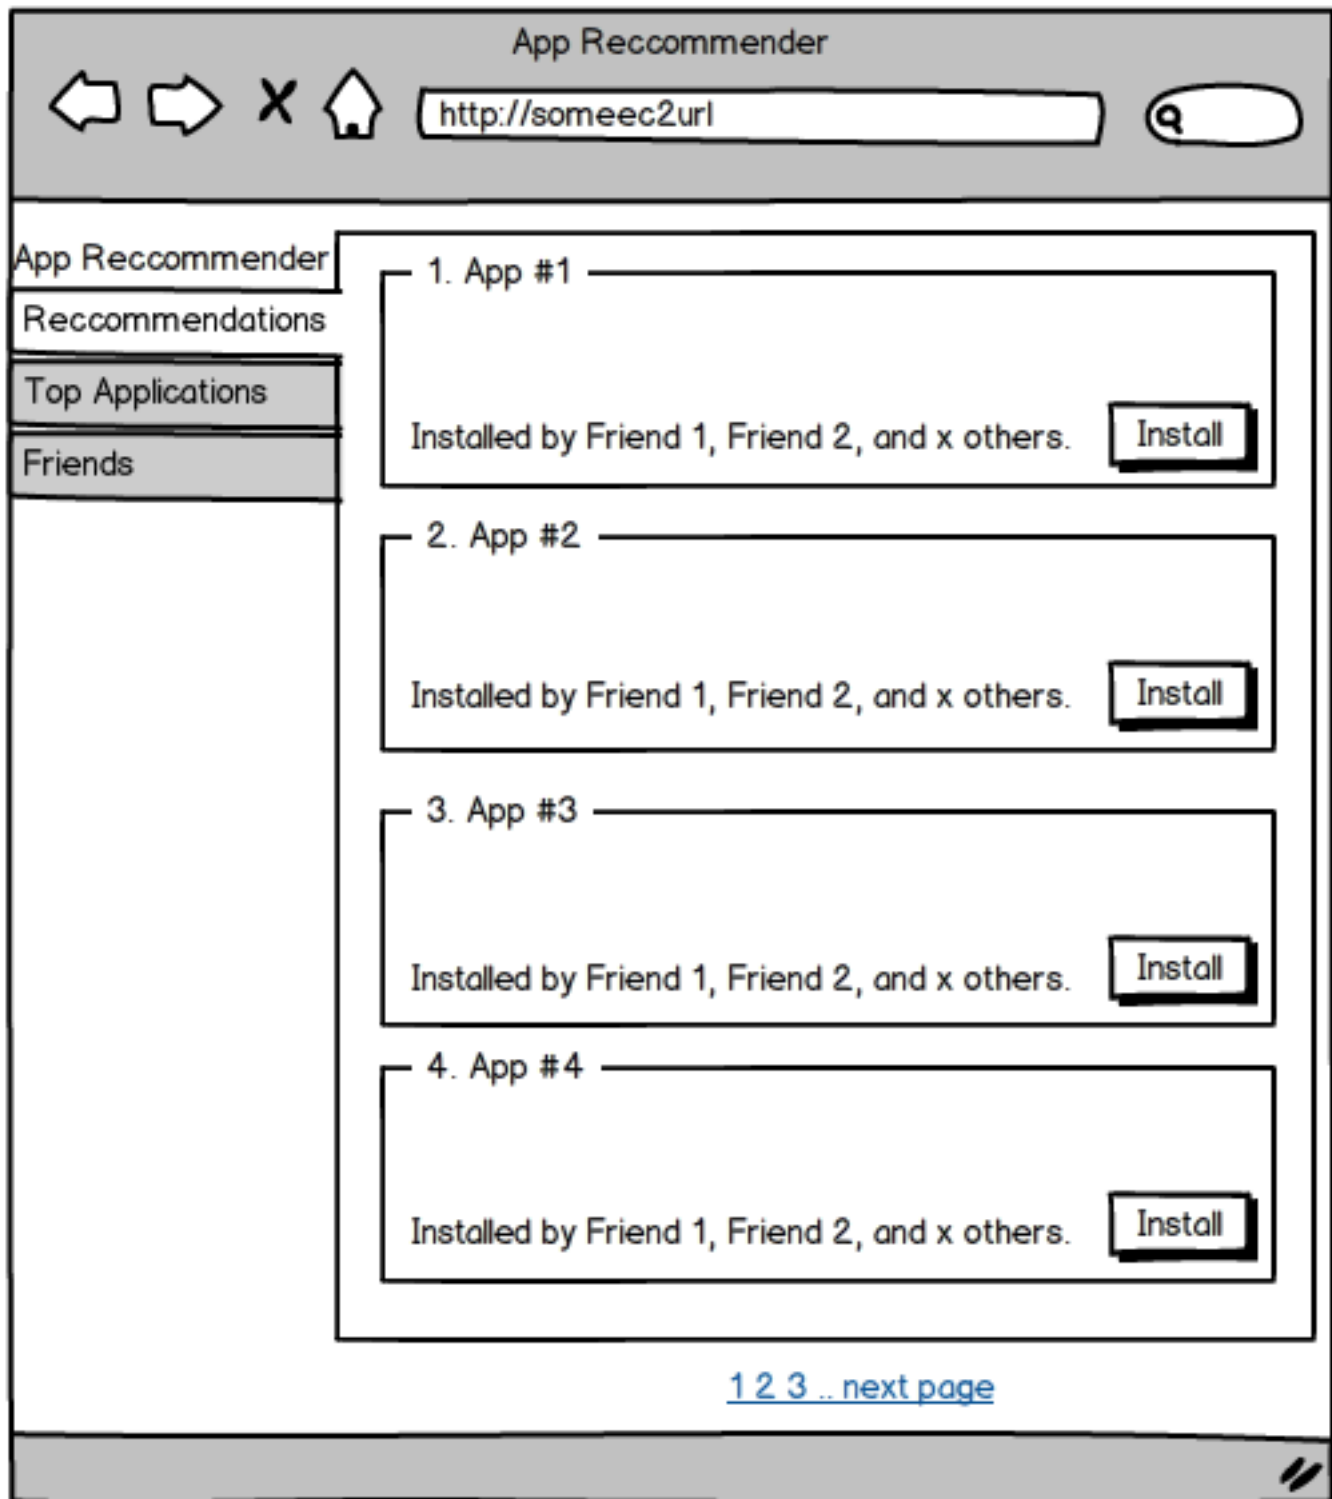 App Reccommender
http://someec2url
App Reccommender
Reccommendations
Top Applications
Friends
1. App #1
Installed by Friend 1, Friend 2, and x others.
Install
2. App #2
Installed by Friend 1, Friend 2, and x others.
Install
3. App #3
Installed by Friend 1, Friend 2, and x others.
Install
4. App #4
Installed by Friend 1, Friend 2, and x others.
Install
1 2 3 .. next page